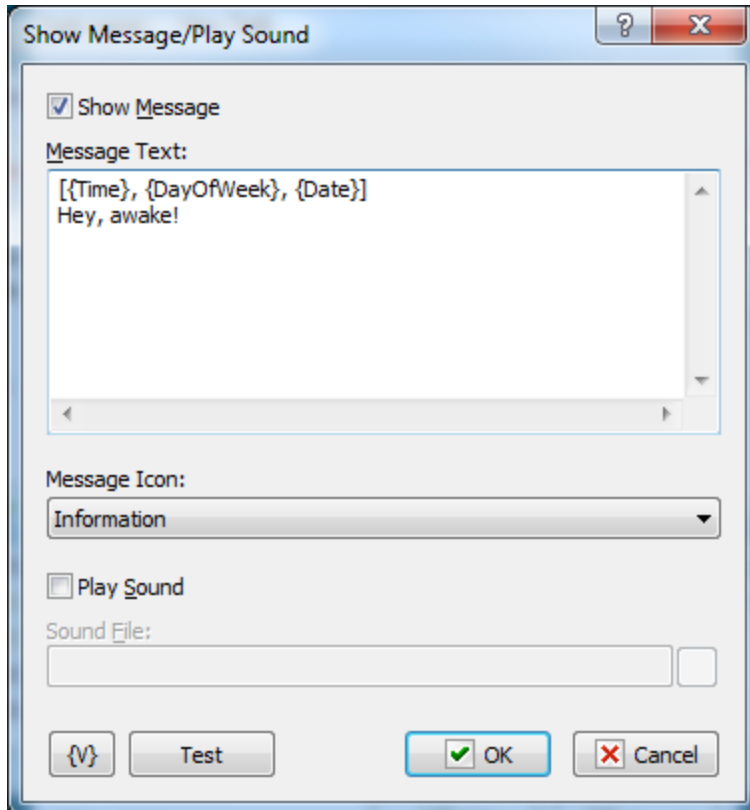 Show Message/Play Sound
?
Show Message
Message Text:
[{Time}, {DayOfWeek}, {Date}]
Hey, awake!
Message Icon:
Information
Play Sound
Sound File:
{V} Test OK Cancel